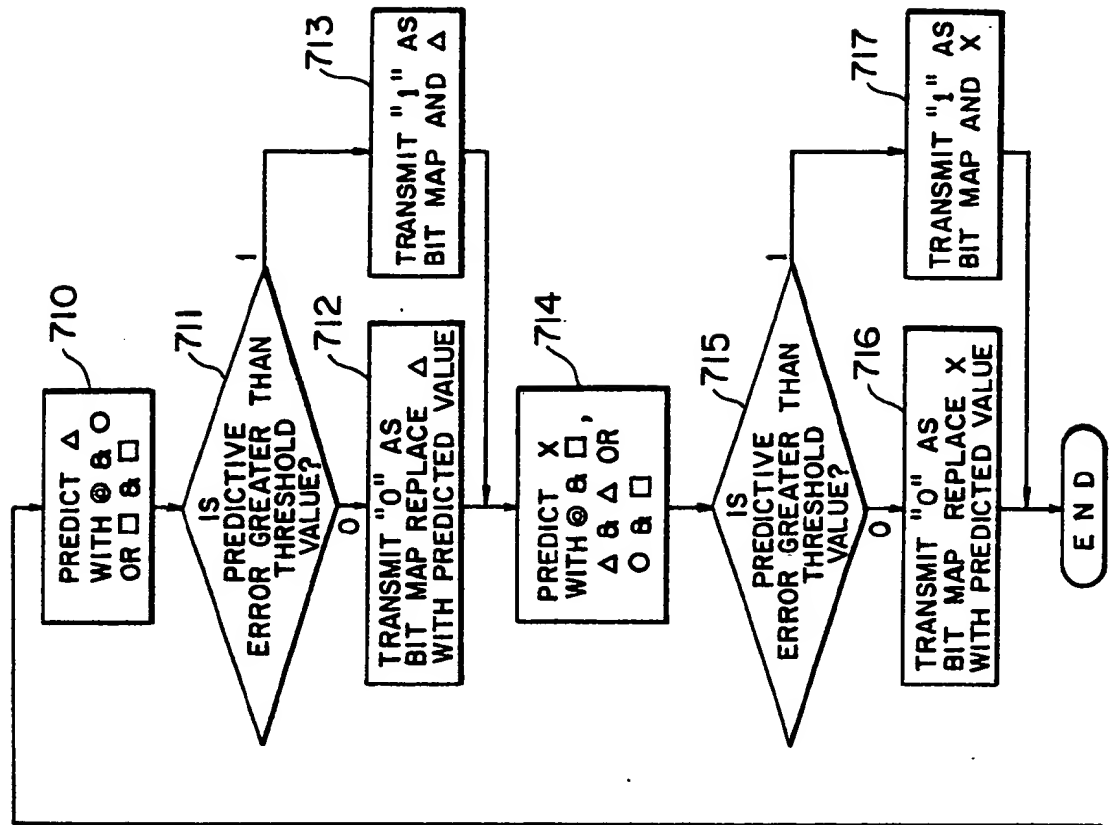 710
PREDICT △
WITH @ & ○
OR □ & □
711
IS
PREDICTIVE
ERROR GREATER THAN
THRESHOLD
VALUE?
0
1
712
TRANSMIT "0" AS
BIT MAP REPLACE △
WITH PREDICTED VALUE
713
TRANSMIT "1" AS
BIT MAP AND △
714
PREDICT X
WITH @ & □,
△ & △ OR
○ & □
715
IS
PREDICTIVE
ERROR GREATER THAN
THRESHOLD
VALUE?
0
1
716
TRANSMIT "0" AS
BIT MAP REPLACE X
WITH PREDICTED VALUE
717
TRANSMIT "1" AS
BIT MAP AND X
END